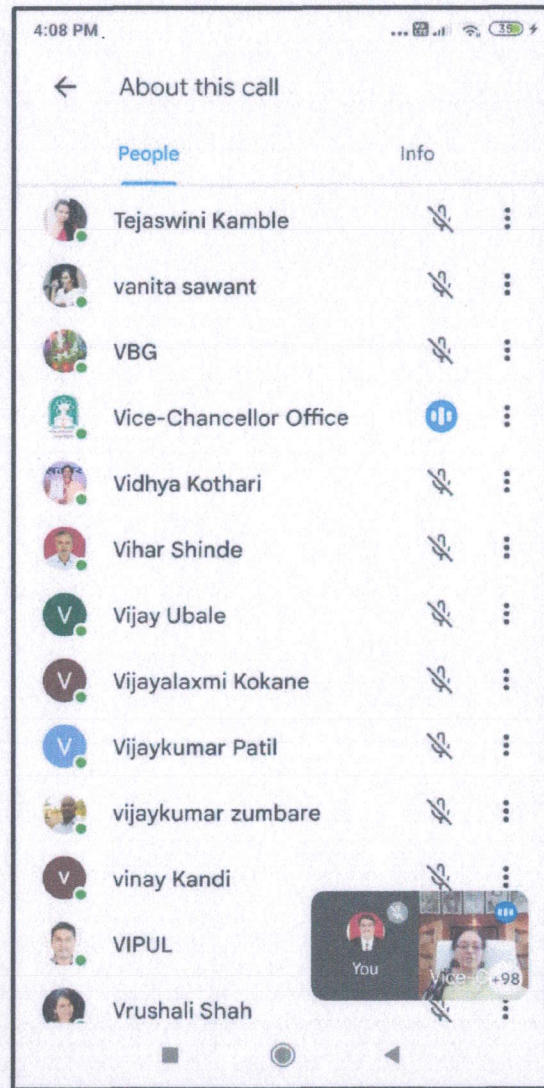 4:08 PM
35
About this call
People Info
Tejaswini Kamble
vanita sawant
VBG
Vice-Chancellor Office
Vidhya Kothari
Vihar Shinde
V Vijay Ubale
V Vijayalaxmi Kokane
V Vijaykumar Patil
vijaykumar zumbare
V vinay Kandi
VIPUL
You
Vice-C +98
Vrushali Shah